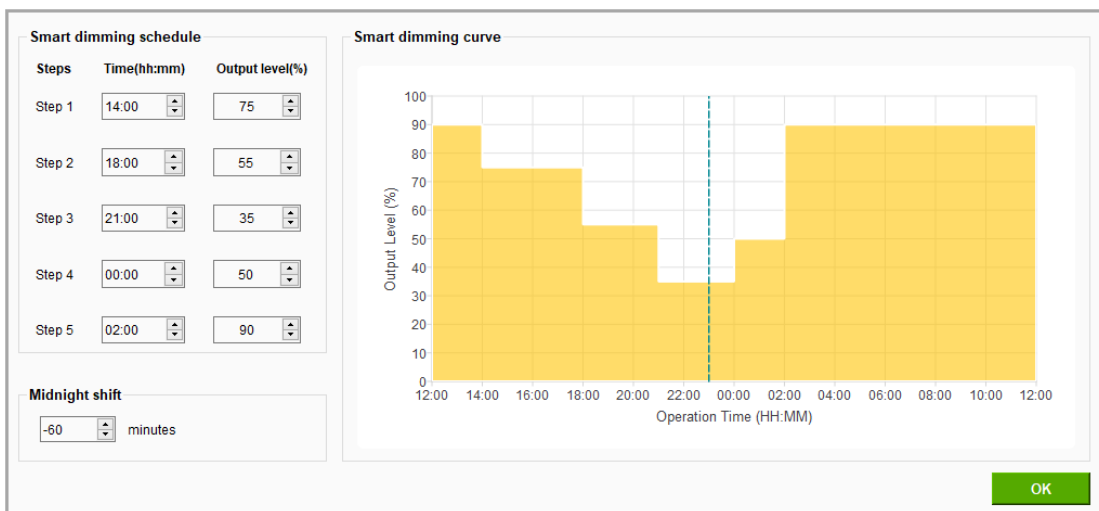 Smart dimming schedule
Steps Time(hh:mm) Output level(%)
Step 1 14:00 75
Step 2 18:00 55
Step 3 21:00 35
Step 4 00:00 50
Step 5 02:00 90
Midnight shift
-60 minutes
Smart dimming curve
100
90
80
70
60
50
40
30
20
10
0
Output Level (%)
12:00 14:00 16:00 18:00 20:00 22:00 00:00 02:00 04:00 06:00 08:00 10:00 12:00
Operation Time (HH:MM)
OK